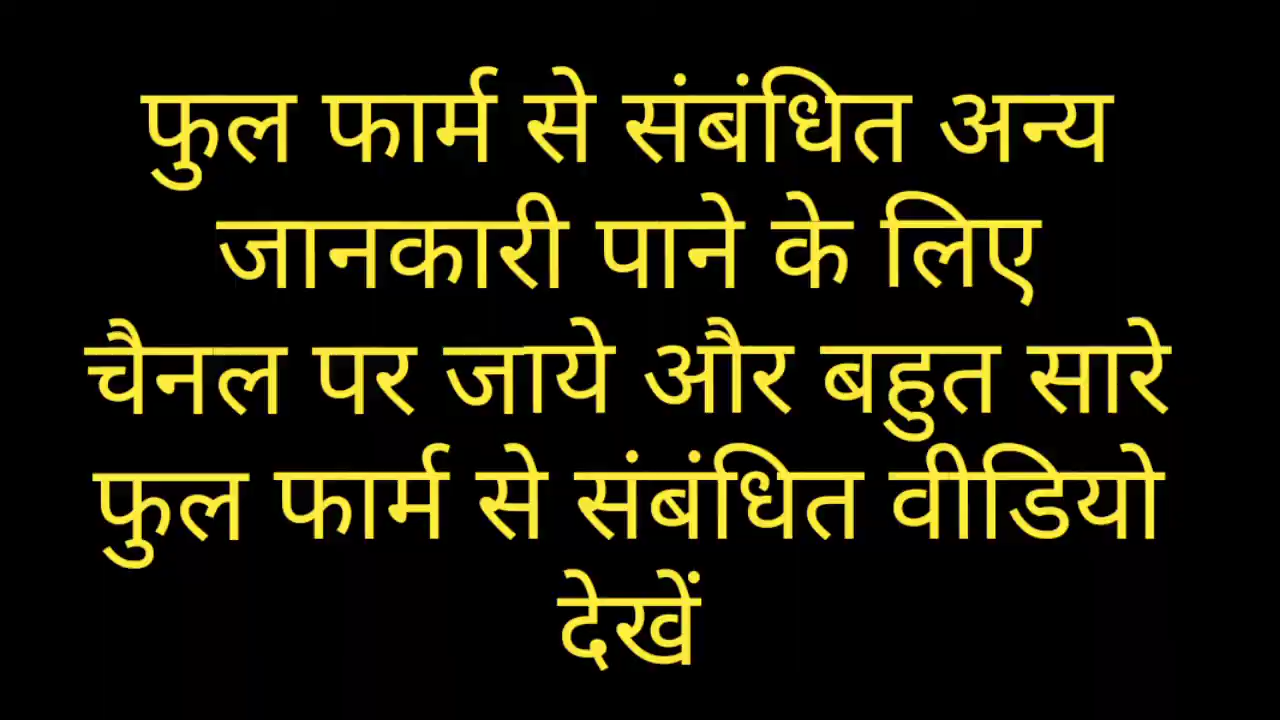 फुल फार्म से संबंधित अन्य
जानकारी पाने के लिए
चैनल पर जाये और बहुत सारे
फुल फार्म से संबंधित वीडियो
देखें